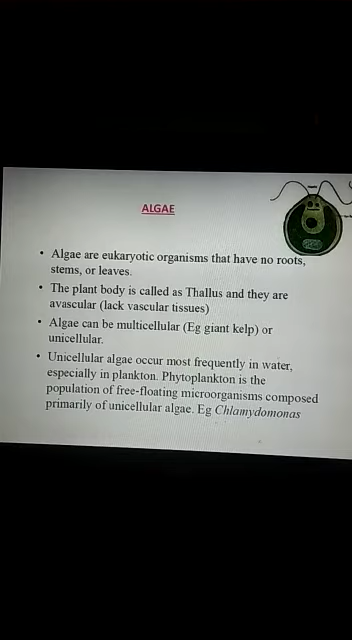 ALGAE
• Algae are eukaryotic organisms that have no roots,
stems, or leaves.
• The plant body is called as Thallus and they are
avascular (lack vascular tissues)
• Algae can be multicellular (Eg giant kelp) or
unicellular.
• Unicellular algae occur most frequently in water,
especially in plankton. Phytoplankton is the
population of free-floating microorganisms composed
primarily of unicellular algae. Eg Chlamydomonas